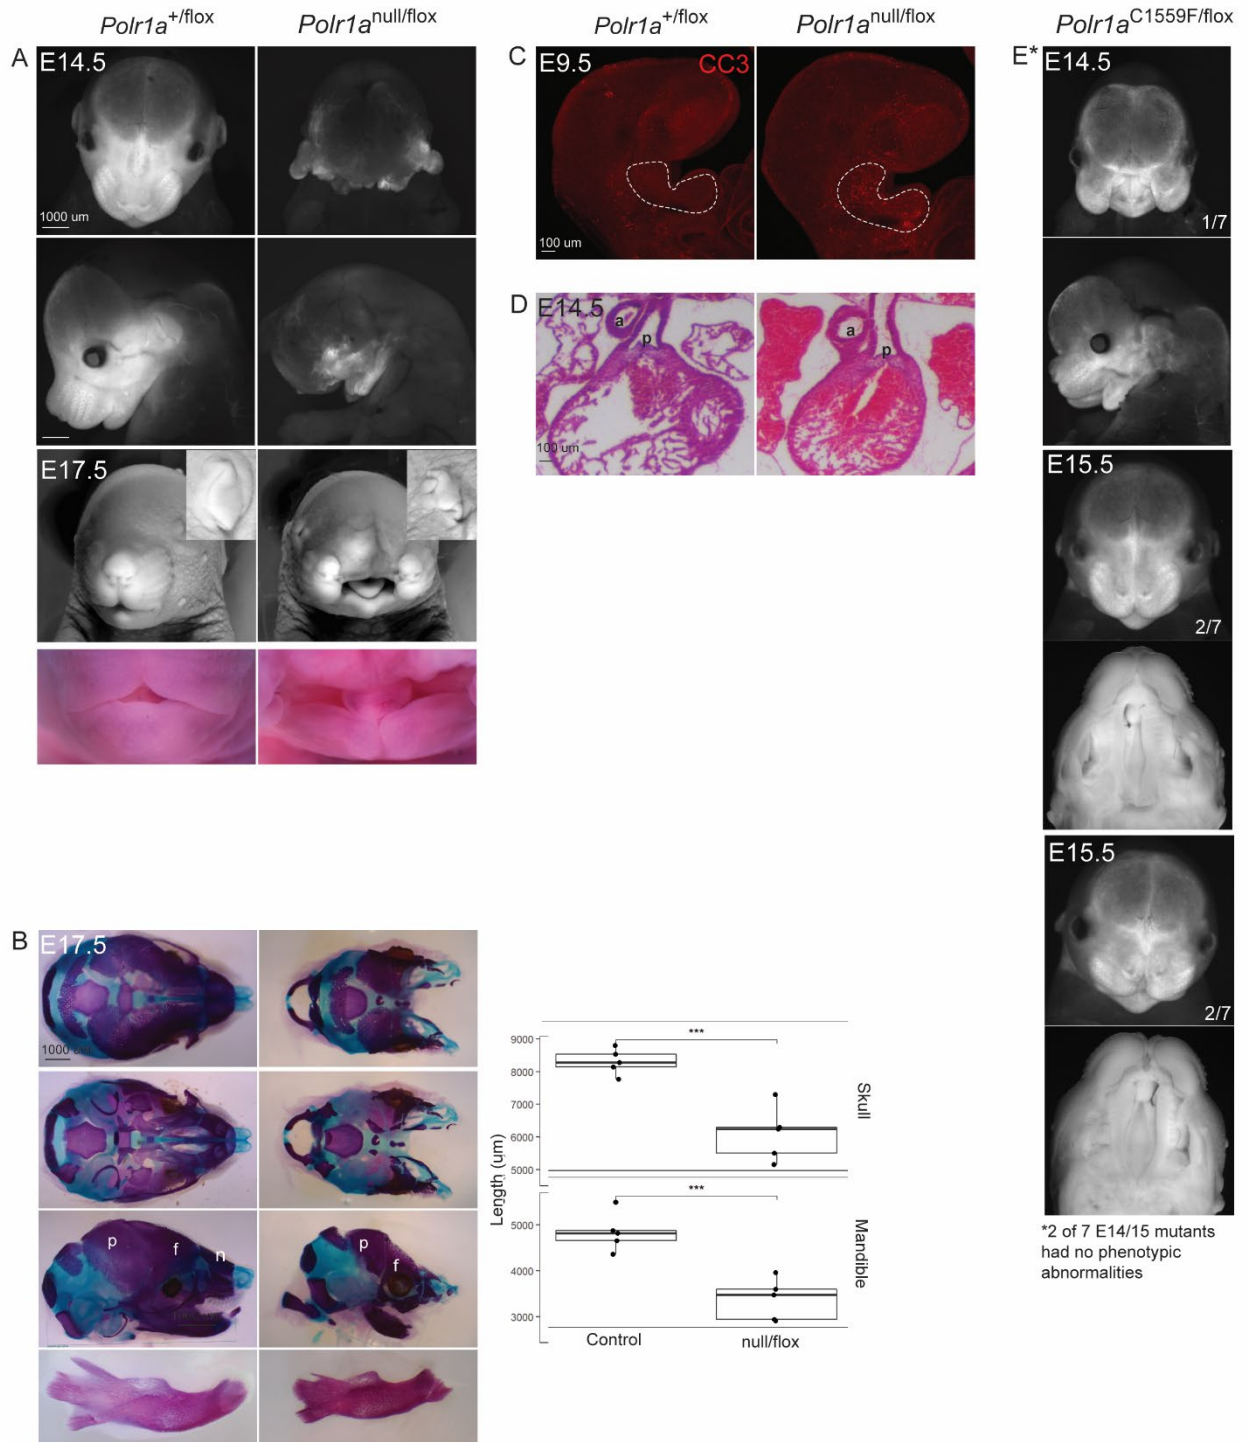 Polr1a+/flox
Polr1anull/flox
A
E14.5
1000 um
E17.5
B
E17.5
1000 um
p
f
n
p
f
Polr1a+/flox
Polr1anull/flox
C
E9.5
CC3
100 um
D
E14.5
a
p
a
p
100 um
***
9000
8000
7000
6000
5000
Skull
Length (um)
***
5000
4000
3000
Mandible
Control
null/flox
Polr1aC1559F/flox
E*
E14.5
1/7
E15.5
2/7
E15.5
2/7
*2 of 7 E14/15 mutants
had no phenotypic
abnormalities